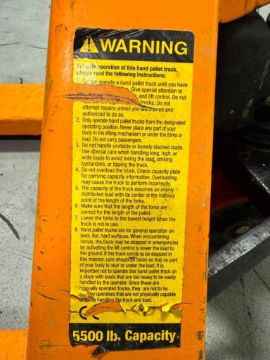 WARNING
For safe operation of this hand pallet truck,
please read the following instructions:
1. Do not operate a hand pallet truck until you have
Give special attention to
and lift control. Do not
trucks. Do not
attempt repairs unless you are trained and
authorized to do so.
2. Only operate hand pallet trucks from the designated
operating position. Never place any part of your
body in the lifting mechanism or under the forks or
load. Do not carry passengers.
3. Do not handle unstable or loosely stacked loads.
Use special care when handling long, high, or
wide loads to avoid losing the load, striking
bystanders, or tipping the truck.
4. Do not overload the truck. Check capacity plate
for carrying capacity information. Overloading
may cause the truck to perform incorrectly.
5. The capacity of the truck assumes an evenly
distributed load with its center at the halfway
point of the length of the forks.
6. Make sure that the length of the forks are
correct for the length of the pallet.
7. Lower the forks to the lowest height when the
truck is not in use.
8. Hand pallet trucks are for general operation on
level, flat, hard surfaces. When encountering
the truck may be stopped in emergencies
by activating the lift control to lower the load to
the ground. If the truck is to be stopped in
this manner, care should be taken so that no part
of your body is near or under the load. It is
important not to operate this hand pallet truck on
a slope with loads that are too heavy to be easily
handled by the operator. Since these are
manually operated trucks, they are not to be
operators that are not physically capable
handling the truck and load.
5500 lb. Capacity